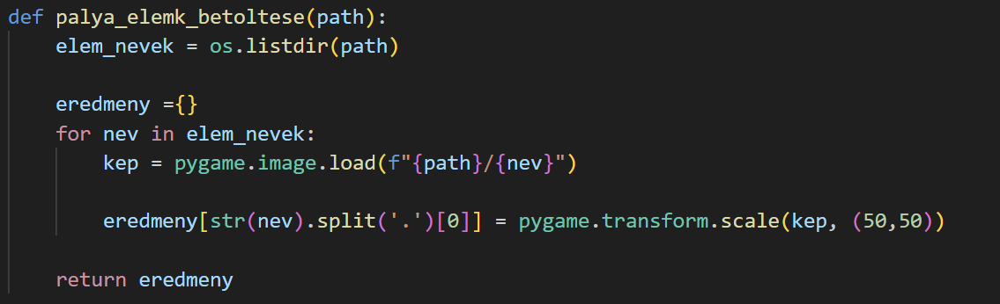 def palya_elemk_betoltese(path):
    elem_nevek = os.listdir(path)

    eredmeny ={}
    for nev in elem_nevek:
        kep = pygame.image.load(f"{path}/{nev}")

        eredmeny[str(nev).split('.')[0]] = pygame.transform.scale(kep, (50,50))

    return eredmeny